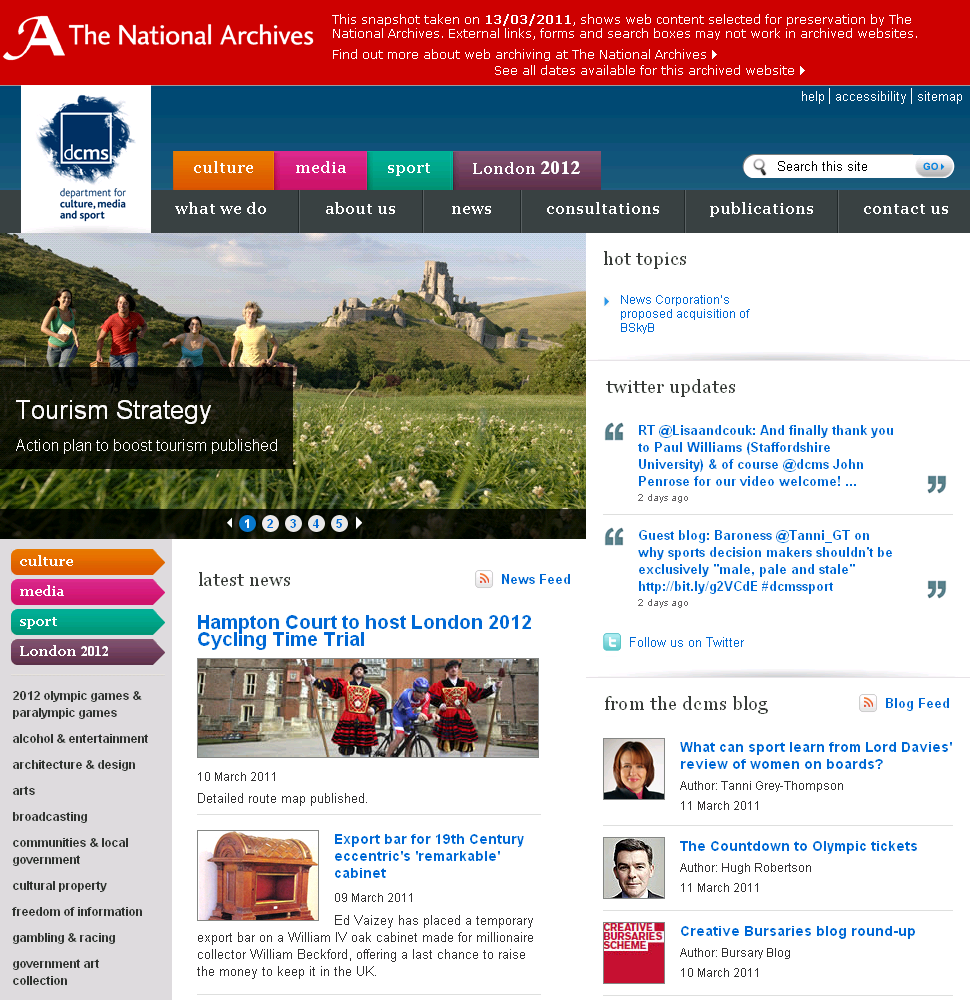 The National Archives
This snapshot taken on 13/03/2011, shows web content selected for preservation by The
National Archives. External links, forms and search boxes may not work in archived websites.
Find out more about web archiving at The National Archives
See all dates available for this archived website
help | accessibility | sitemap
dcms
department for
culture, media
and sport
culture
media
sport
London 2012
Search this site
GO
what we do
about us
news
consultations
publications
contact us
Tourism Strategy
Action plan to boost tourism published
1 2 3 4 5
hot topics
News Corporation's
proposed acquisition of
BSkyB
twitter updates
RT @Lisaandcouk: And finally thank you
to Paul Williams (Staffordshire
University) & of course @dcms John
Penrose for our video welcome! ...
2 days ago
Guest blog: Baroness @Tanni_GT on
why sports decision makers shouldn't be
exclusively "male, pale and stale"
http://bit.ly/g2VCdE #dcmssport
2 days ago
Follow us on Twitter
culture
media
sport
London 2012
2012 olympic games &
paralympic games
alcohol & entertainment
architecture & design
arts
broadcasting
communities & local
government
cultural property
freedom of information
gambling & racing
government art
collection
latest news
News Feed
Hampton Court to host London 2012
Cycling Time Trial
10 March 2011
Detailed route map published.
Export bar for 19th Century
eccentric's 'remarkable'
cabinet
09 March 2011
Ed Vaizey has placed a temporary
export bar on a William IV oak cabinet made for millionaire
collector William Beckford, offering a last chance to raise
the money to keep it in the UK.
from the dcms blog
Blog Feed
What can sport learn from Lord Davies'
review of women on boards?
Author: Tanni Grey-Thompson
11 March 2011
The Countdown to Olympic tickets
Author: Hugh Robertson
11 March 2011
CREATIVE
BURSARIES
SCHEME
Creative Bursaries blog round-up
Author: Bursary Blog
10 March 2011